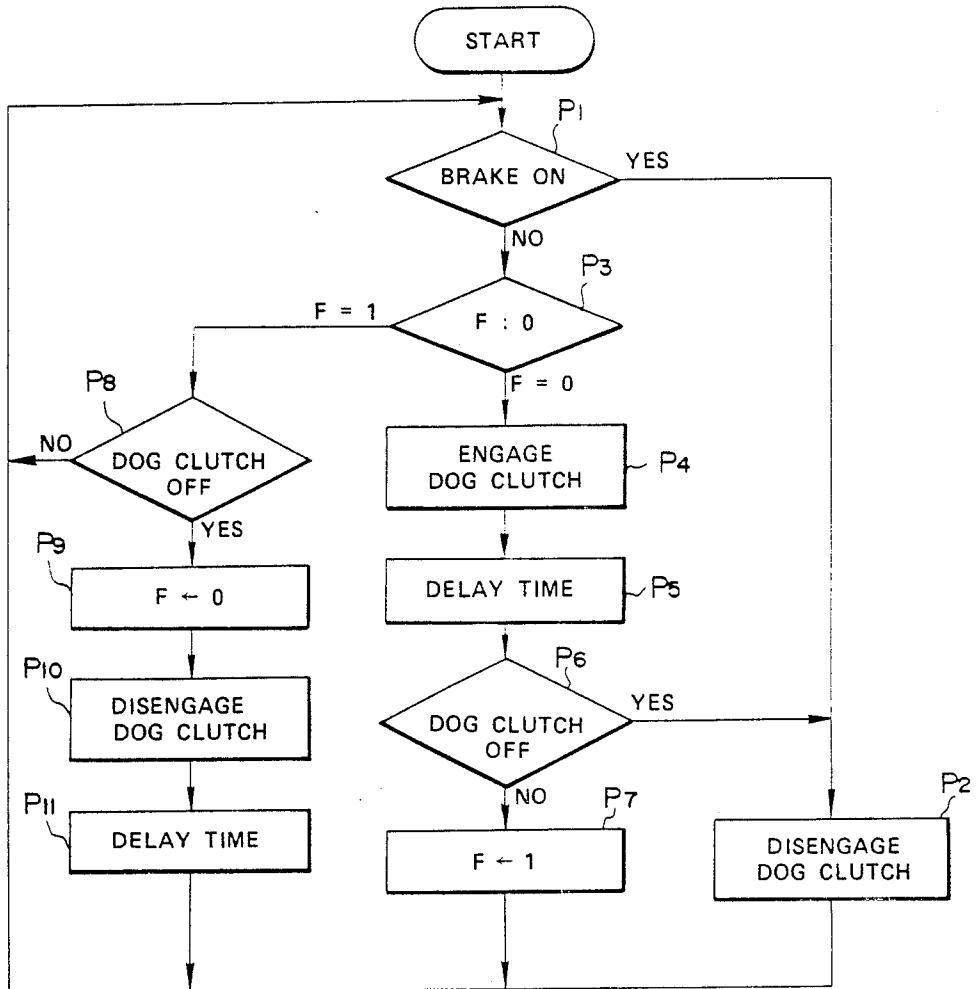 START
P1
BRAKE ON
YES
NO
P3
F = 1
F : 0
F = 0
P8
NO
DOG CLUTCH
OFF
YES
ENGAGE
DOG CLUTCH
P4
P9
F ← 0
DELAY TIME
P5
P10
DISENGAGE
DOG CLUTCH
P6
DOG CLUTCH
OFF
YES
NO
P11
DELAY TIME
P7
F ← 1
P2
DISENGAGE
DOG CLUTCH